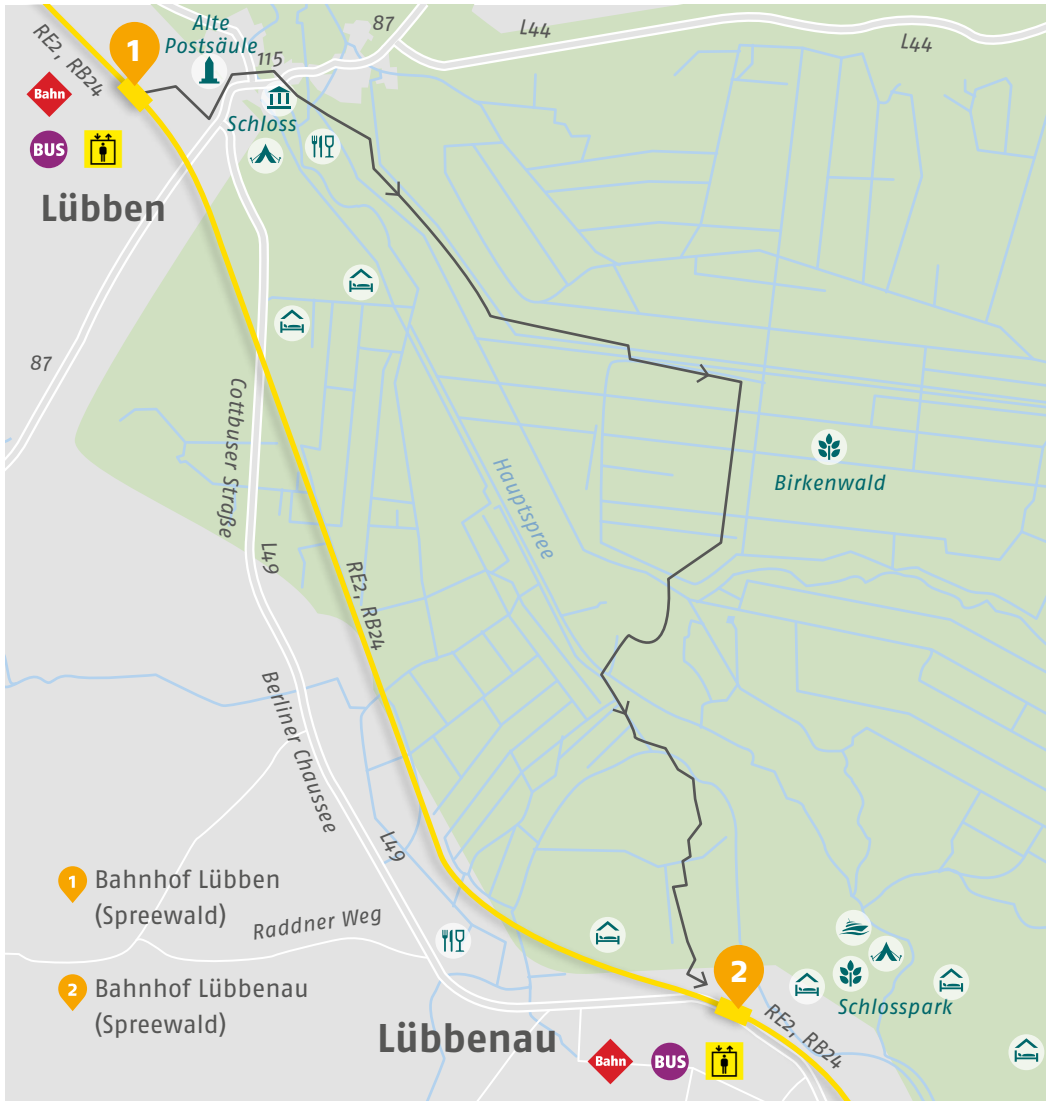 Alte
Postsäule
87
L44
L44
RE2, RB24
1
115
Bahn
Schloss
BUS
Lübben
87
Cottbuser Straße
Hauptspree
Birkenwald
L49
RE2, RB24
Berliner Chaussee
L49
1 Bahnhof Lübben
(Spreewald)
Raddner Weg
2
2 Bahnhof Lübbenau
(Spreewald)
Schlosspark
Lübbenau
RE2, RB24
Bahn
BUS